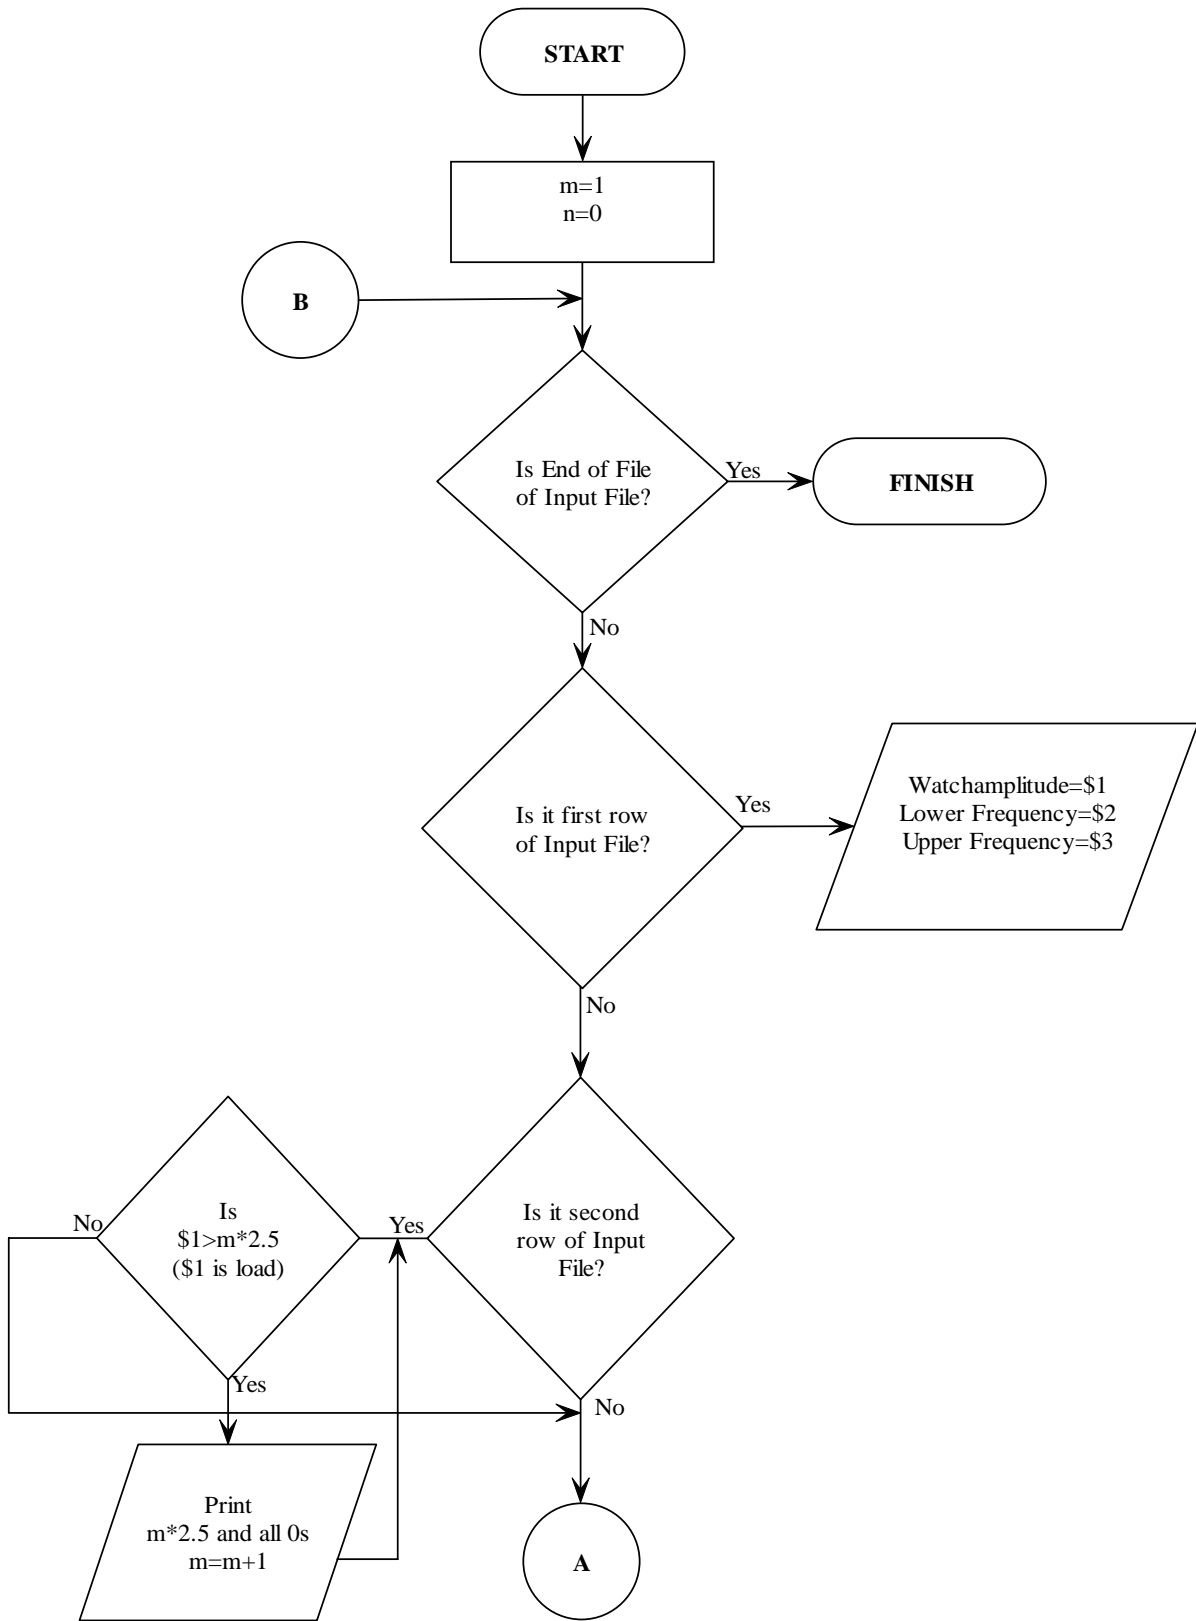 START
m=1
n=0
B
Is End of File
of Input File?
Yes
FINISH
No
Is it first row
of Input File?
Yes
Watchamplitude=$1
Lower Frequency=$2
Upper Frequency=$3
No
Is it second
row of Input
File?
Yes
Is
$1>m*2.5
($1 is load)
No
Yes
No
Print
m*2.5 and all 0s
m=m+1
A